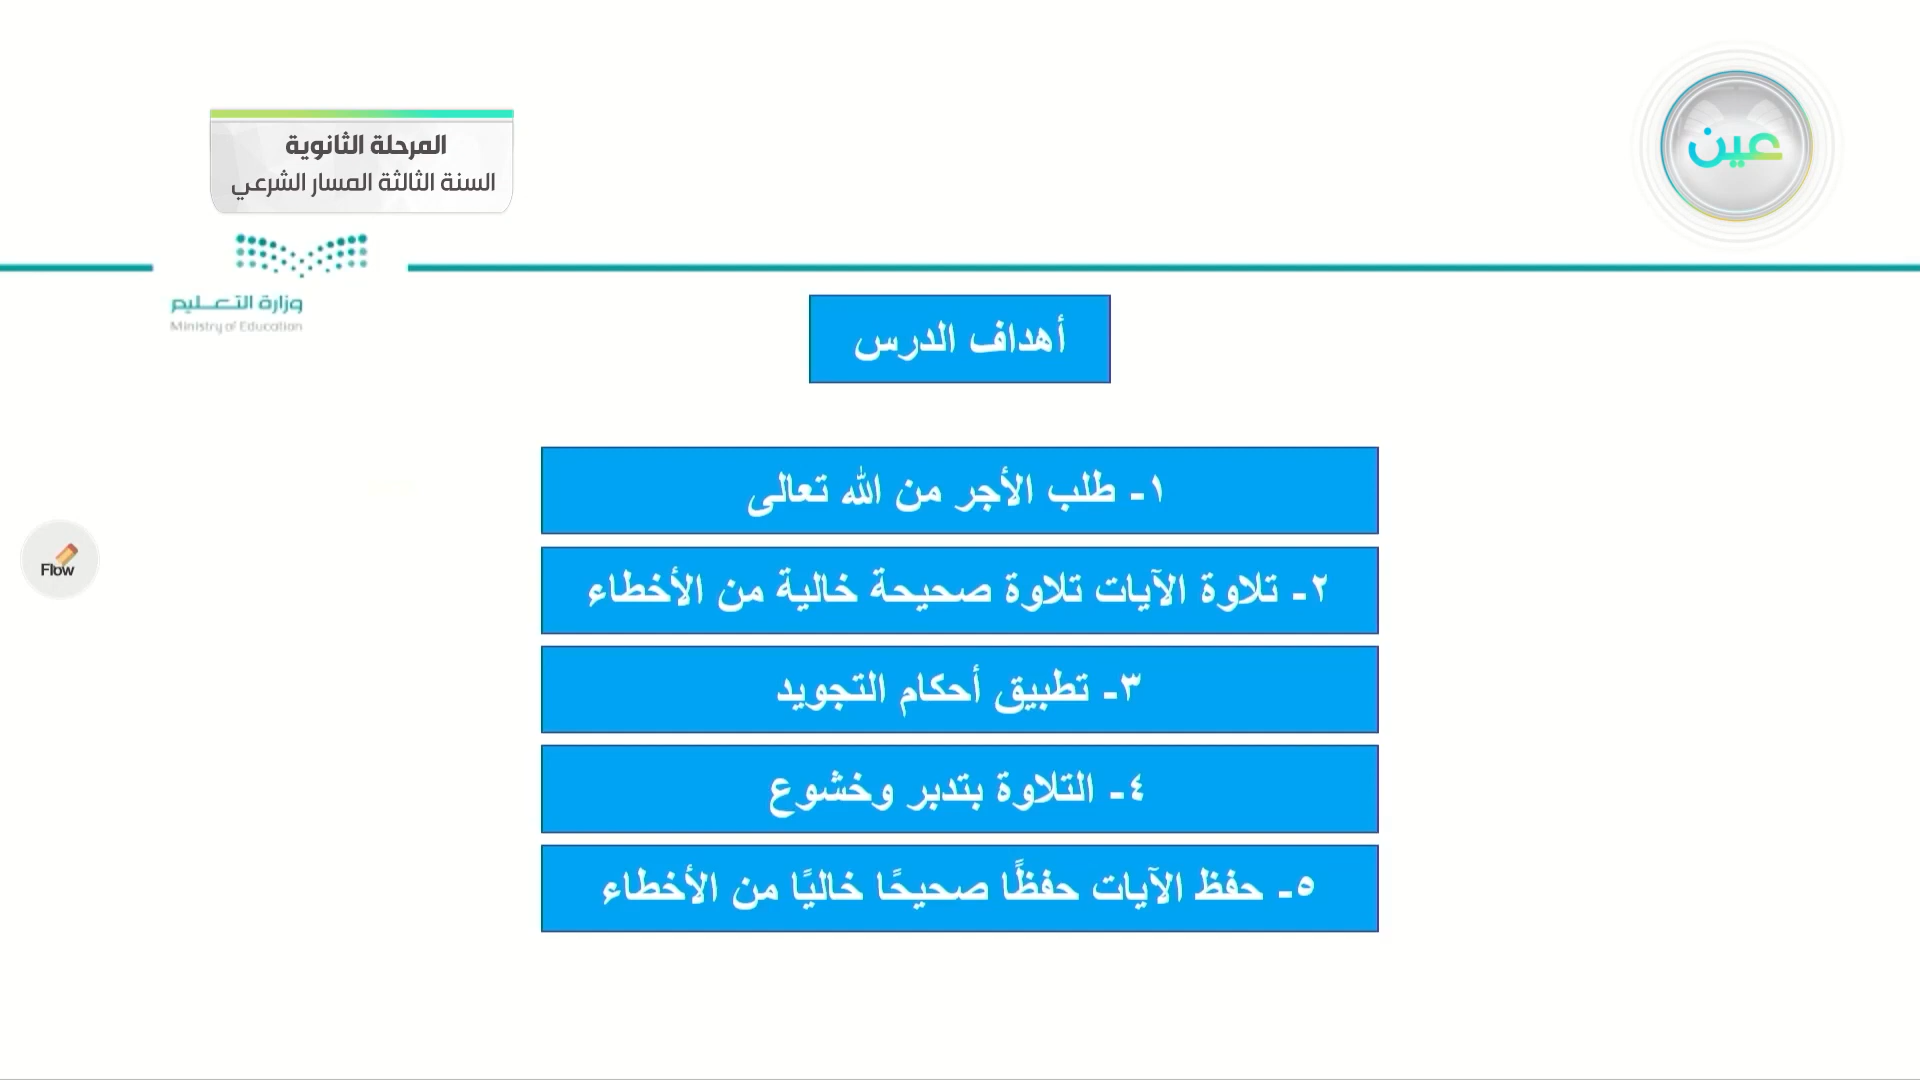 عين
المرحلة الثانوية
السنة الثالثة المسار الشرعي
وزارة التعليم
Ministry of Education
أهداف الدرس
١- طلب الأجر من الله تعالى
٢- تلاوة الآيات تلاوة صحيحة خالية من الأخطاء
٣- تطبيق أحكام التجويد
٤- التلاوة بتدبر وخشوع
٥- حفظ الآيات حفظًا صحيحًا خاليًا من الأخطاء
Flow